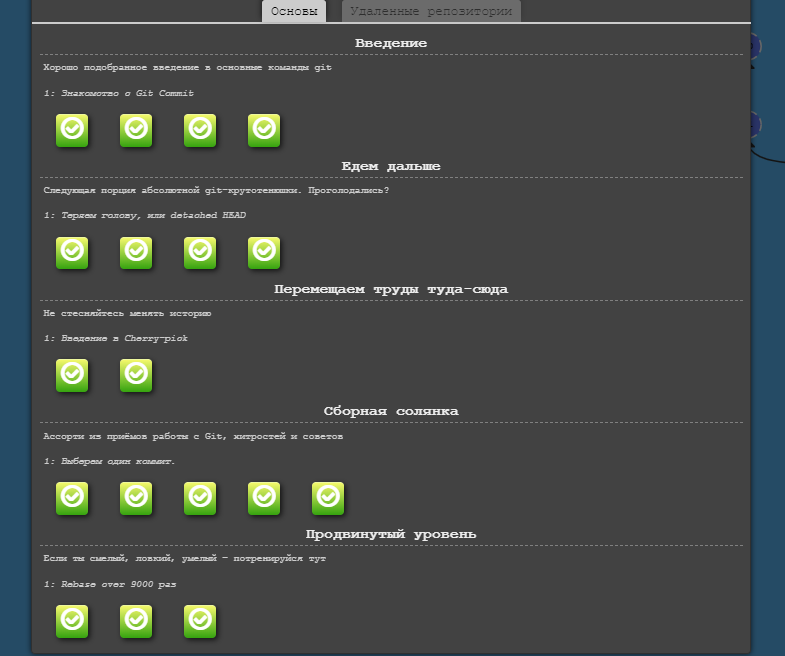 Основы Удаленные репозитории
Введение
Хорошо подобранное введение в основные команды git
1: Знакомство с Git Commit
Едем дальше
Следующая порция абсолютной git-крутотенюшки. Проголодались?
1: Теряем голову, или detached HEAD
Перемещаем труды туда-сюда
Не стесняйтесь менять историю
1: Введение в Cherry-pick
Сборная солянка
Ассорти из приёмов работы с Git, хитростей и советов
1: Выберем один коммит.
Продвинутый уровень
Если ты смелый, ловкий, умелый - потренируйся тут
1: Rebase over 9000 раз